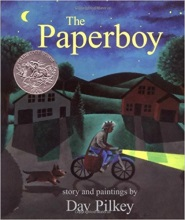 The
Paperboy
story and paintings by
Dav Pilkey